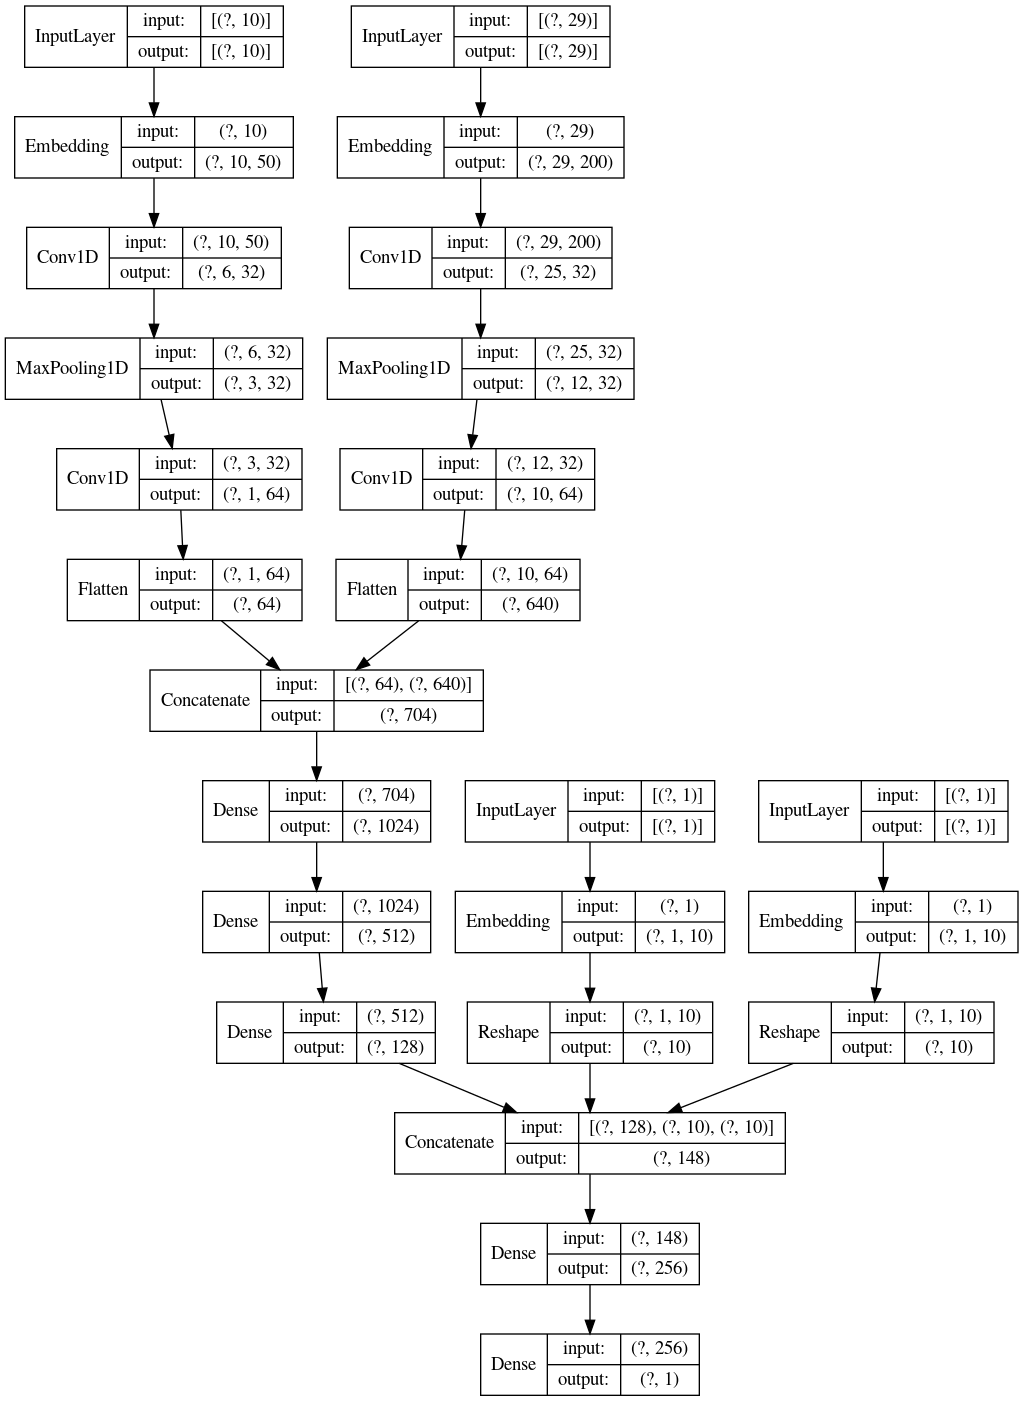 InputLayer input: [(?, 10)]
output: [(?, 10)]
InputLayer input: [(?, 29)]
output: [(?, 29)]
Embedding input: (?, 10)
output: (?, 10, 50)
Embedding input: (?, 29)
output: (?, 29, 200)
Conv1D input: (?, 10, 50)
output: (?, 6, 32)
Conv1D input: (?, 29, 200)
output: (?, 25, 32)
MaxPooling1D input: (?, 6, 32)
output: (?, 3, 32)
MaxPooling1D input: (?, 25, 32)
output: (?, 12, 32)
Conv1D input: (?, 3, 32)
output: (?, 1, 64)
Conv1D input: (?, 12, 32)
output: (?, 10, 64)
Flatten input: (?, 1, 64)
output: (?, 64)
Flatten input: (?, 10, 64)
output: (?, 640)
Concatenate input: [(?, 64), (?, 640)]
output: (?, 704)
Dense input: (?, 704)
output: (?, 1024)
InputLayer input: [(?, 1)]
output: [(?, 1)]
InputLayer input: [(?, 1)]
output: [(?, 1)]
Dense input: (?, 1024)
output: (?, 512)
Embedding input: (?, 1)
output: (?, 1, 10)
Embedding input: (?, 1)
output: (?, 1, 10)
Dense input: (?, 512)
output: (?, 128)
Reshape input: (?, 1, 10)
output: (?, 10)
Reshape input: (?, 1, 10)
output: (?, 10)
Concatenate input: [(?, 128), (?, 10), (?, 10)]
output: (?, 148)
Dense input: (?, 148)
output: (?, 256)
Dense input: (?, 256)
output: (?, 1)